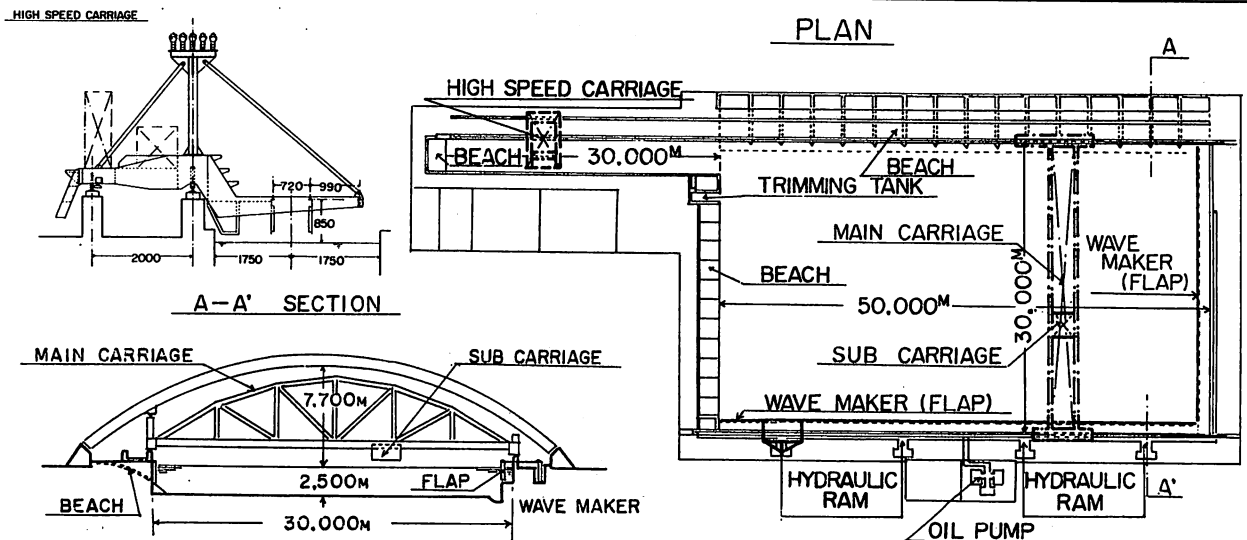 HIGH SPEED CARRIAGE
720 990
850
2000
1750 1750
A-A' SECTION
MAIN CARRIAGE
SUB CARRIAGE
7.700M
2,500M
FLAP
BEACH
WAVE MAKER
30.000M
PLAN
A
HIGH SPEED CARRIAGE
BEACH
30.000M
BEACH
TRIMMING TANK
MAIN CARRIAGE
WAVE
MAKER
(FLAP)
BEACH
50.000M
30.000M
SUB CARRIAGE
WAVE MAKER (FLAP)
HYDRAULIC
RAM
HYDRAULIC
RAM
A'
OIL PUMP